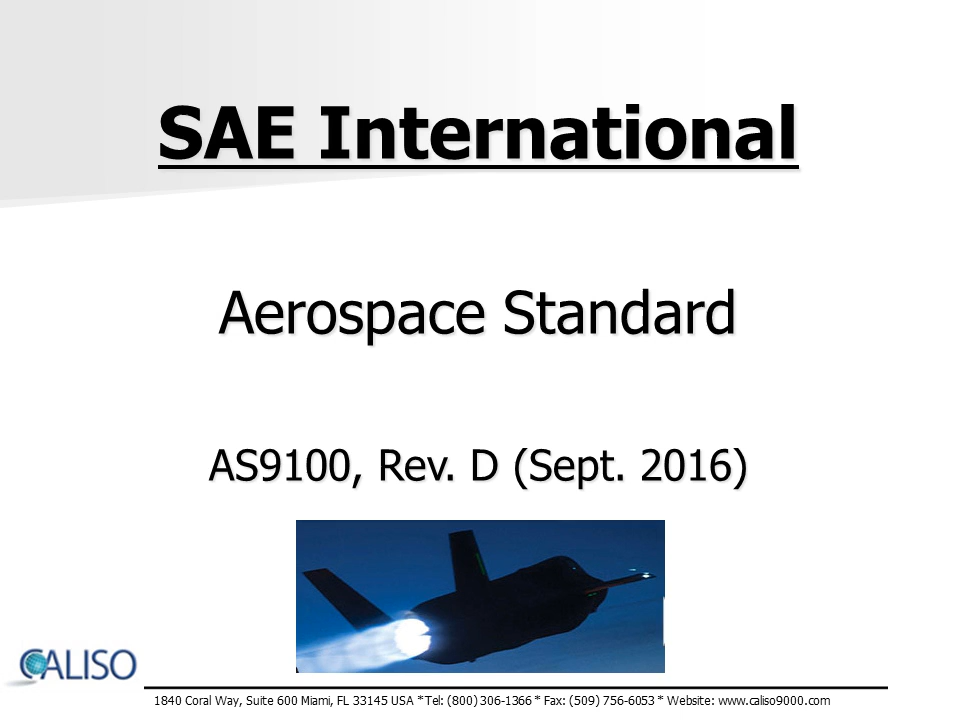 SAE International
Aerospace Standard
AS9100, Rev. D (Sept. 2016)
CALISO
1840 Coral Way, Suite 600 Miami, FL 33145 USA * Tel: (800) 306-1366 * Fax: (509) 756-6053 * Website: www.caliso9000.com